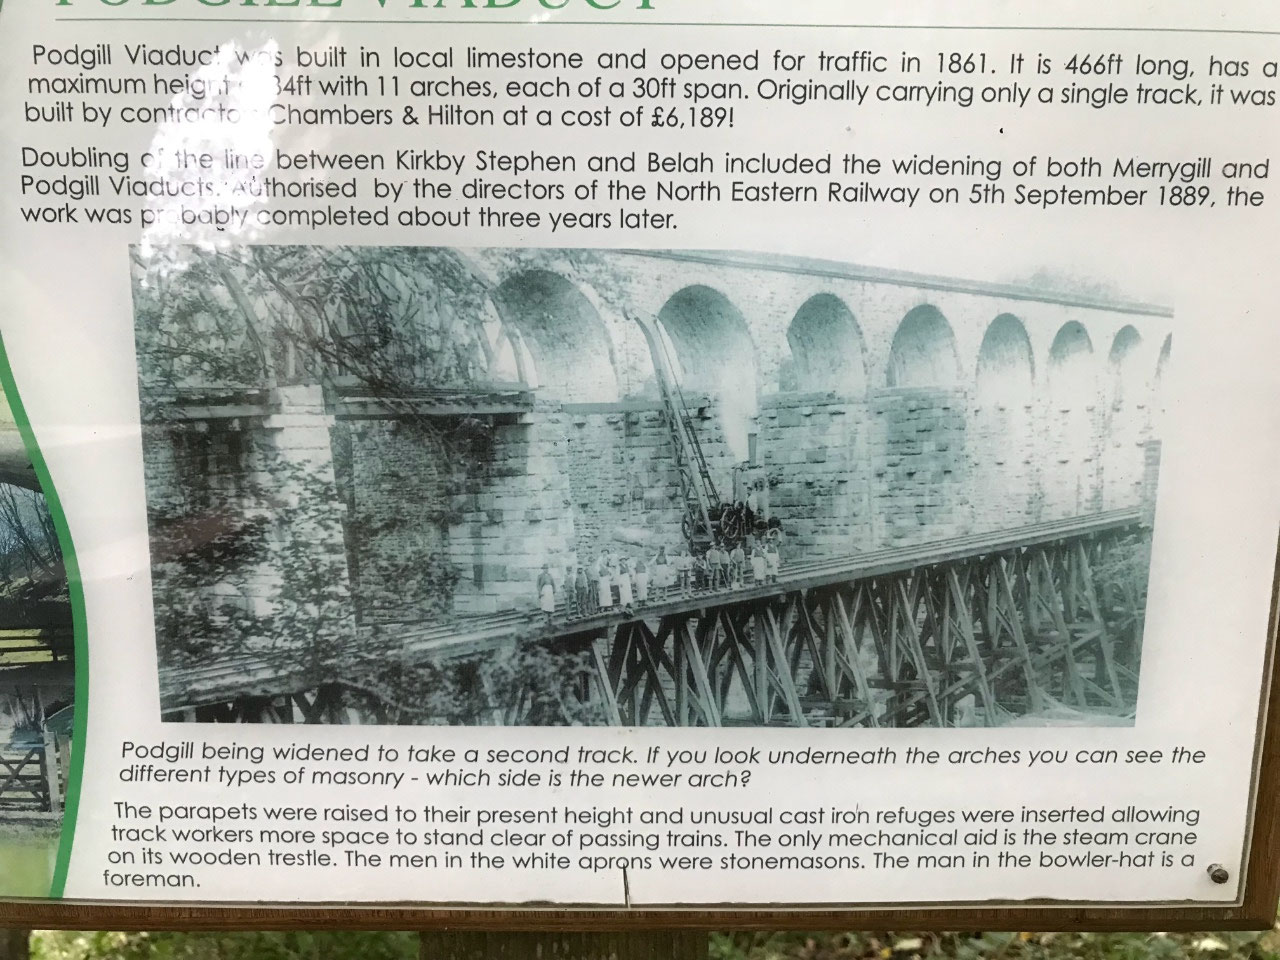 PODGILL VIADUCT
Podgill Viaduct was built in local limestone and opened for traffic in 1861. It is 466ft long, has a
maximum height 84ft with 11 arches, each of a 30ft span. Originally carrying only a single track, it was
built by contractors Chambers & Hilton at a cost of £6,189!
Doubling of the line between Kirkby Stephen and Belah included the widening of both Merrygill and
Podgill Viaducts. Authorised by the directors of the North Eastern Railway on 5th September 1889, the
work was probably completed about three years later.
Podgill being widened to take a second track. If you look underneath the arches you can see the
different types of masonry - which side is the newer arch?
The parapets were raised to their present height and unusual cast iron refuges were inserted allowing
track workers more space to stand clear of passing trains. The only mechanical aid is the steam crane
on its wooden trestle. The men in the white aprons were stonemasons. The man in the bowler-hat is a
foreman.